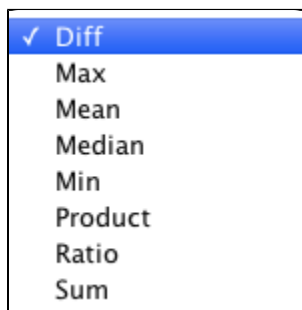 ✓ Diff
Max
Mean
Median
Min
Product
Ratio
Sum